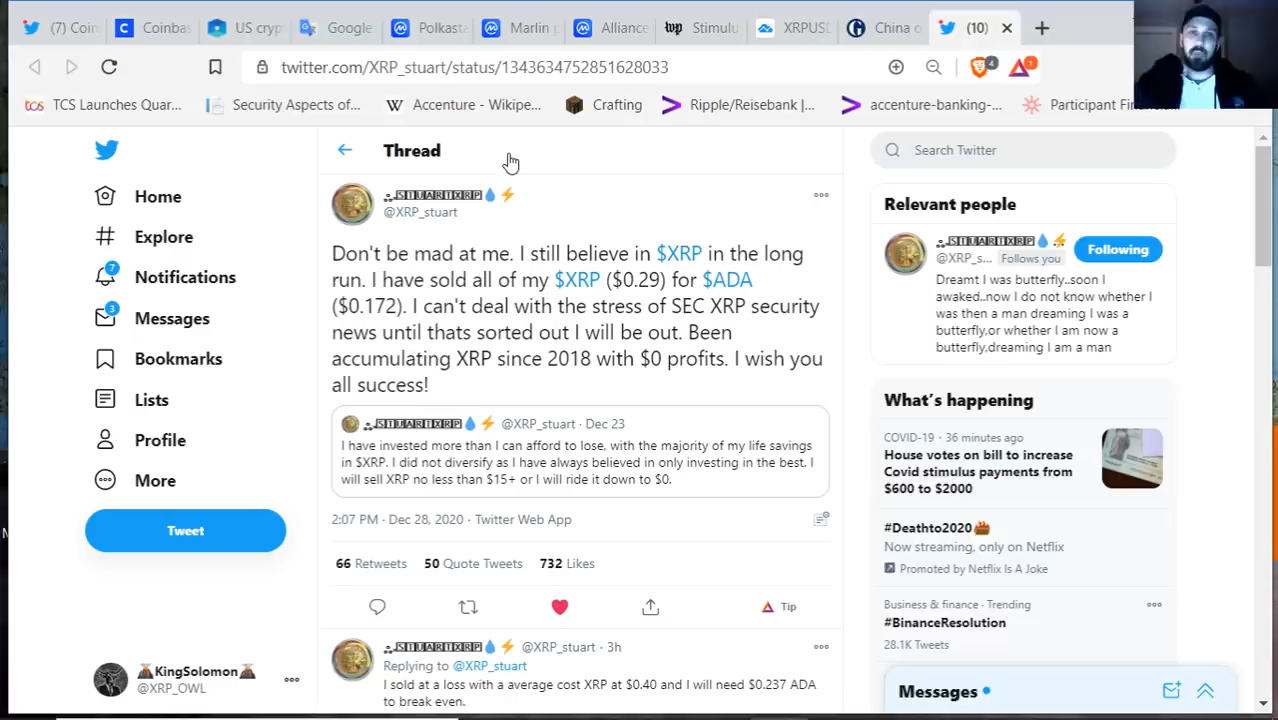 (7) Coin
Coinbas
US cryp
Google
Polkasta
Marlin p
Alliance
Stimulu
XRPUSD
China o
(10)
twitter.com/XRP_stuart/status/1343634752851628033
4
1
tcs TCS Launches Quar...
Security Aspects of...
W Accenture - Wikipe...
Crafting
Ripple/Reisebank |...
accenture-banking-...
Participant Financial
Home
Explore
7
Notifications
3
Messages
Bookmarks
Lists
Profile
More
Tweet
KingSolomon
@XRP_OWL
Thread
STUARTXRP
@XRP_stuart
Don't be mad at me. I still believe in $XRP in the long
run. I have sold all of my $XRP ($0.29) for $ADA
($0.172). I can't deal with the stress of SEC XRP security
news until thats sorted out I will be out. Been
accumulating XRP since 2018 with $0 profits. I wish you
all success!
STUARTXRP @XRP_stuart · Dec 23
I have invested more than I can afford to lose, with the majority of my life savings
in $XRP. I did not diversify as I have always believed in only investing in the best. I
will sell XRP no less than $15+ or I will ride it down to $0.
2:07 PM · Dec 28, 2020 · Twitter Web App
66 Retweets 50 Quote Tweets 732 Likes
Tip
STUARTXRP @XRP_stuart · 3h
Replying to @XRP_stuart
I sold at a loss with a average cost XRP at $0.40 and I will need $0.237 ADA
to break even.
Search Twitter
Relevant people
STUARTXRP
@XRP_s... Follows you
Following
Dreamt I was butterfly..soon I
awaked..now I do not know whether I
was then a man dreaming I was a
butterfly,or whether I am now a
butterfly,dreaming I am a man
What's happening
COVID-19 · 36 minutes ago
House votes on bill to increase
Covid stimulus payments from
$600 to $2000
#Deathto2020
Now streaming, only on Netflix
Promoted by Netflix Is A Joke
Business & finance · Trending
#BinanceResolution
28.1K Tweets
Messages